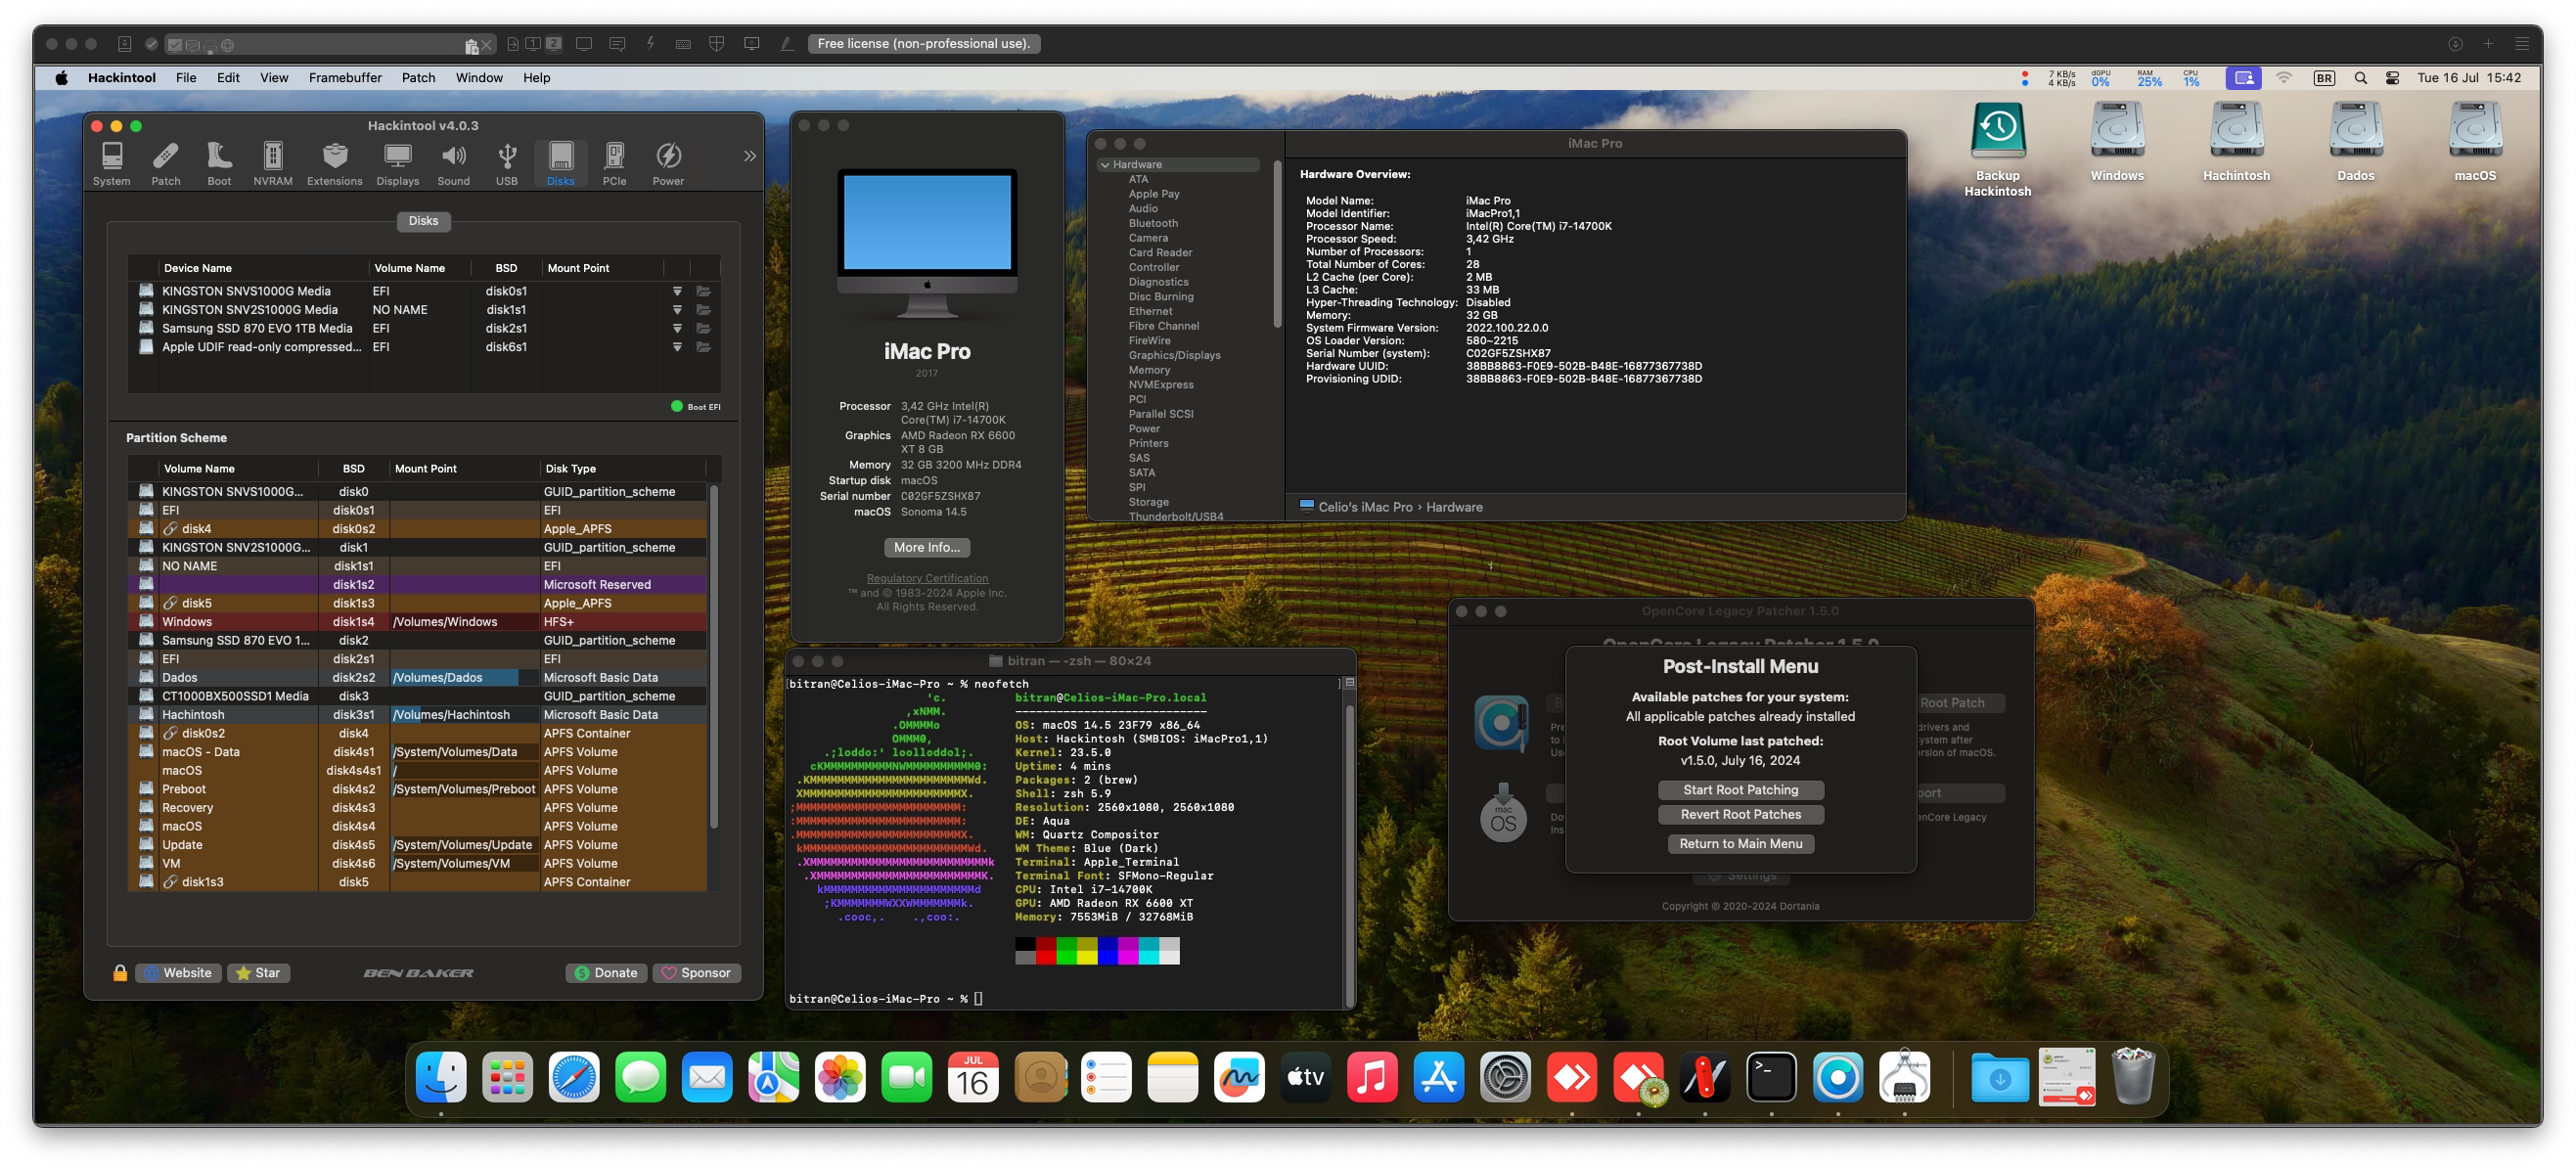 Free license (non-professional use).
Hackintool File Edit View Framebuffer Patch Window Help
7 KB/s
4 KB/s
dGPU
0%
RAM
25%
CPU
1%
BR
Tue 16 Jul 15:42
Backup
Hackintosh
Windows
Hachintosh
Dados
macOS
Hackintool v4.0.3
System Patch Boot NVRAM Extensions Displays Sound USB Disks PCIe Power
Disks
Device Name Volume Name BSD Mount Point
KINGSTON SNVS1000G Media EFI disk0s1
KINGSTON SNV2S1000G Media NO NAME disk1s1
Samsung SSD 870 EVO 1TB Media EFI disk2s1
Apple UDIF read-only compressed... EFI disk6s1
Boot EFI
Partition Scheme
Volume Name BSD Mount Point Disk Type
KINGSTON SNVS1000G... disk0 GUID_partition_scheme
EFI disk0s1 EFI
disk4 disk0s2 Apple_APFS
KINGSTON SNV2S1000G... disk1 GUID_partition_scheme
NO NAME disk1s1 EFI
disk1s2 Microsoft Reserved
disk5 disk1s3 Apple_APFS
Windows disk1s4 /Volumes/Windows HFS+
Samsung SSD 870 EVO 1... disk2 GUID_partition_scheme
EFI disk2s1 EFI
Dados disk2s2 /Volumes/Dados Microsoft Basic Data
CT1000BX500SSD1 Media disk3 GUID_partition_scheme
Hachintosh disk3s1 /Volumes/Hachintosh Microsoft Basic Data
disk0s2 disk4 APFS Container
macOS - Data disk4s1 /System/Volumes/Data APFS Volume
macOS disk4s4s1 / APFS Volume
Preboot disk4s2 /System/Volumes/Preboot APFS Volume
Recovery disk4s3 APFS Volume
macOS disk4s4 APFS Volume
Update disk4s5 /System/Volumes/Update APFS Volume
VM disk4s6 /System/Volumes/VM APFS Volume
disk1s3 disk5 APFS Container
Website Star BEN BAKER Donate Sponsor
iMac Pro
2017
Processor 3,42 GHz Intel(R)
Core(TM) i7-14700K
Graphics AMD Radeon RX 6600
XT 8 GB
Memory 32 GB 3200 MHz DDR4
Startup disk macOS
Serial number C02GF5ZSHX87
macOS Sonoma 14.5
More Info...
Regulatory Certification
™ and © 1983-2024 Apple Inc.
All Rights Reserved.
iMac Pro
Hardware
ATA
Apple Pay
Audio
Bluetooth
Camera
Card Reader
Controller
Diagnostics
Disc Burning
Ethernet
Fibre Channel
FireWire
Graphics/Displays
Memory
NVMExpress
PCI
Parallel SCSI
Power
Printers
SAS
SATA
SPI
Storage
Thunderbolt/USB4
Hardware Overview:
Model Name: iMac Pro
Model Identifier: iMacPro1,1
Processor Name: Intel(R) Core(TM) i7-14700K
Processor Speed: 3,42 GHz
Number of Processors: 1
Total Number of Cores: 28
L2 Cache (per Core): 2 MB
L3 Cache: 33 MB
Hyper-Threading Technology: Disabled
Memory: 32 GB
System Firmware Version: 2022.100.22.0.0
OS Loader Version: 580~2215
Serial Number (system): C02GF5ZSHX87
Hardware UUID: 38BB8863-F0E9-502B-B48E-16877367738D
Provisioning UDID: 38BB8863-F0E9-502B-B48E-16877367738D
Celio's iMac Pro › Hardware
bitran — -zsh — 80×24
bitran@Celios-iMac-Pro ~ % neofetch
bitran@Celios-iMac-Pro.local
OS: macOS 14.5 23F79 x86_64
Host: Hackintosh (SMBIOS: iMacPro1,1)
Kernel: 23.5.0
Uptime: 4 mins
Packages: 2 (brew)
Shell: zsh 5.9
Resolution: 2560x1080, 2560x1080
DE: Aqua
WM: Quartz Compositor
WM Theme: Blue (Dark)
Terminal: Apple_Terminal
Terminal Font: SFMono-Regular
CPU: Intel i7-14700K
GPU: AMD Radeon RX 6600 XT
Memory: 7553MiB / 32768MiB
bitran@Celios-iMac-Pro ~ %
OpenCore Legacy Patcher 1.5.0
Post-Install Menu
Available patches for your system:
All applicable patches already installed
Root Volume last patched:
v1.5.0, July 16, 2024
Start Root Patching
Revert Root Patches
Return to Main Menu
Root Patch
Settings
Copyright © 2020-2024 Dortania
mac
OS
JUL
16
tv